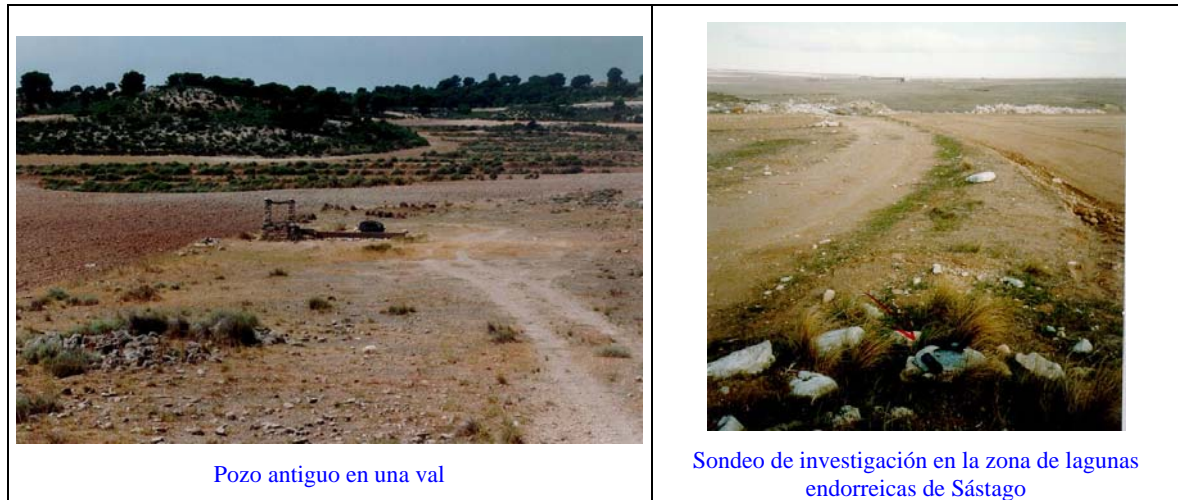 Pozo antiguo en una val
Sondeo de investigación en la zona de lagunas
endorreicas de Sástago